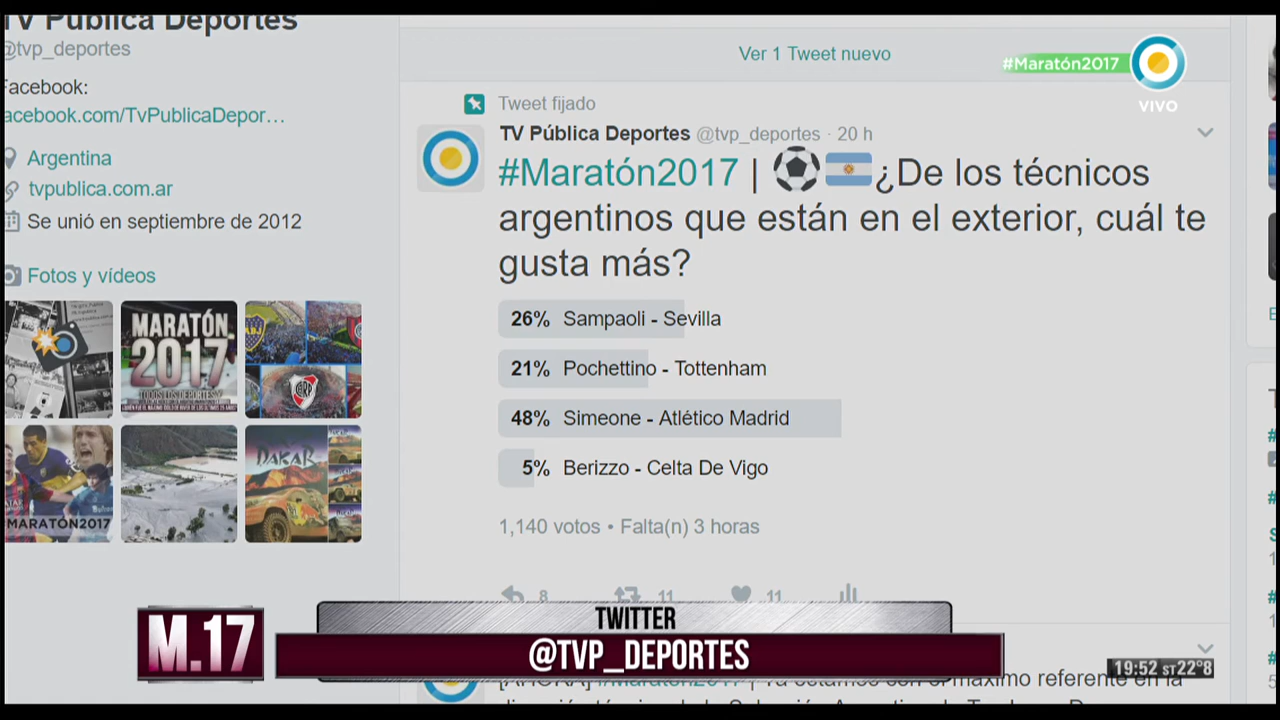 TV Pública Deportes
@tvp_deportes
Facebook:
acebook.com/TvPublicaDepor…
Argentina
tvpublica.com.ar
Se unió en septiembre de 2012
Fotos y vídeos
MARATÓN
2017
DAKAR
MARATÓN2017
Ver 1 Tweet nuevo
#Maratón2017
VIVO
Tweet fijado
TV Pública Deportes @tvp_deportes · 20 h
#Maratón2017 | ⚽🇦🇷¿De los técnicos
argentinos que están en el exterior, cuál te
gusta más?
26% Sampaoli - Sevilla
21% Pochettino - Tottenham
48% Simeone - Atlético Madrid
5% Berizzo - Celta De Vigo
1,140 votos • Falta(n) 3 horas
8 11 11
M.17
TWITTER
@TVP_DEPORTES
19:52 ST22°8